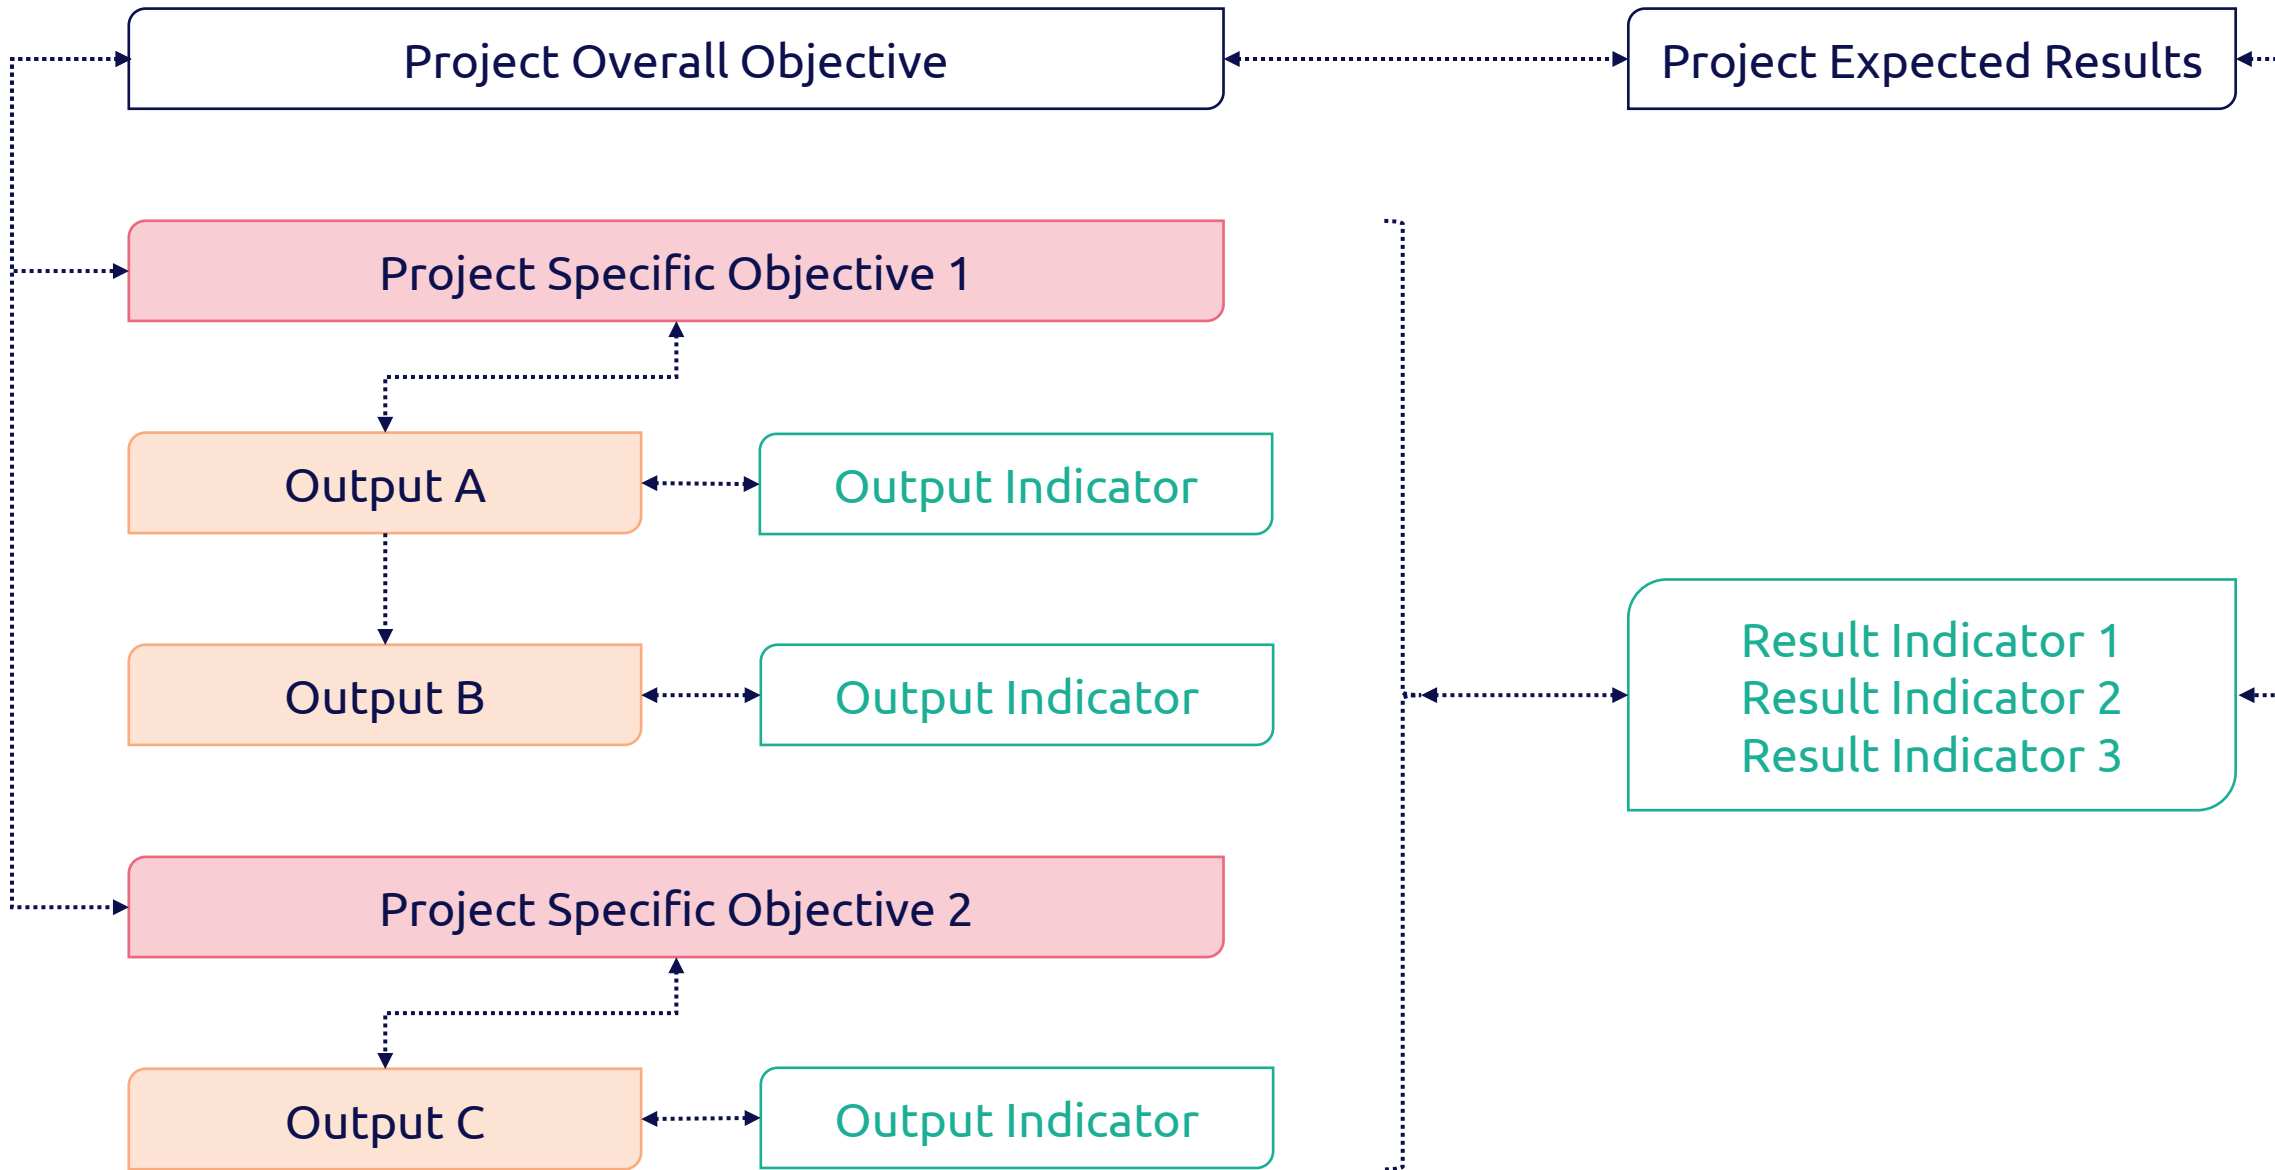 Project Overall Objective
Project Expected Results
Project Specific Objective 1
Output A
Output Indicator
Output B
Output Indicator
Result Indicator 1
Result Indicator 2
Result Indicator 3
Project Specific Objective 2
Output C
Output Indicator